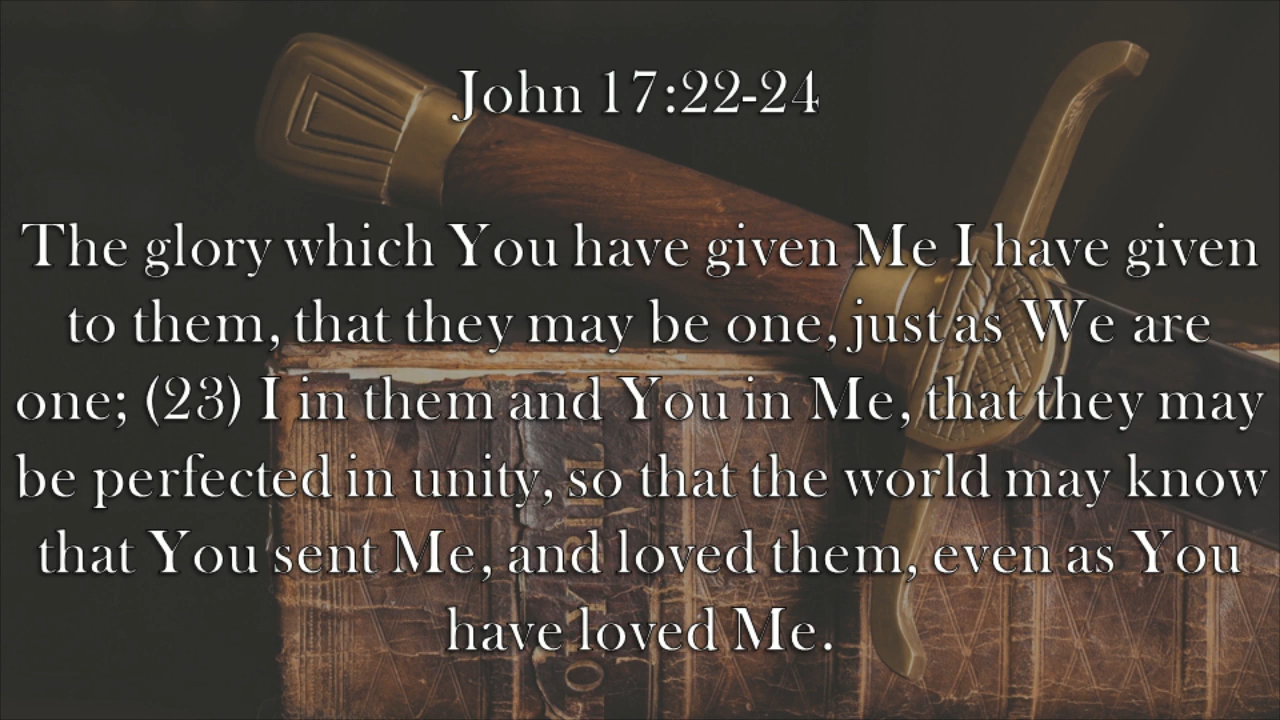 John 17:22-24
The glory which You have given Me I have given
to them, that they may be one, just as We are
one; (23) I in them and You in Me, that they may
be perfected in unity, so that the world may know
that You sent Me, and loved them, even as You
have loved Me.